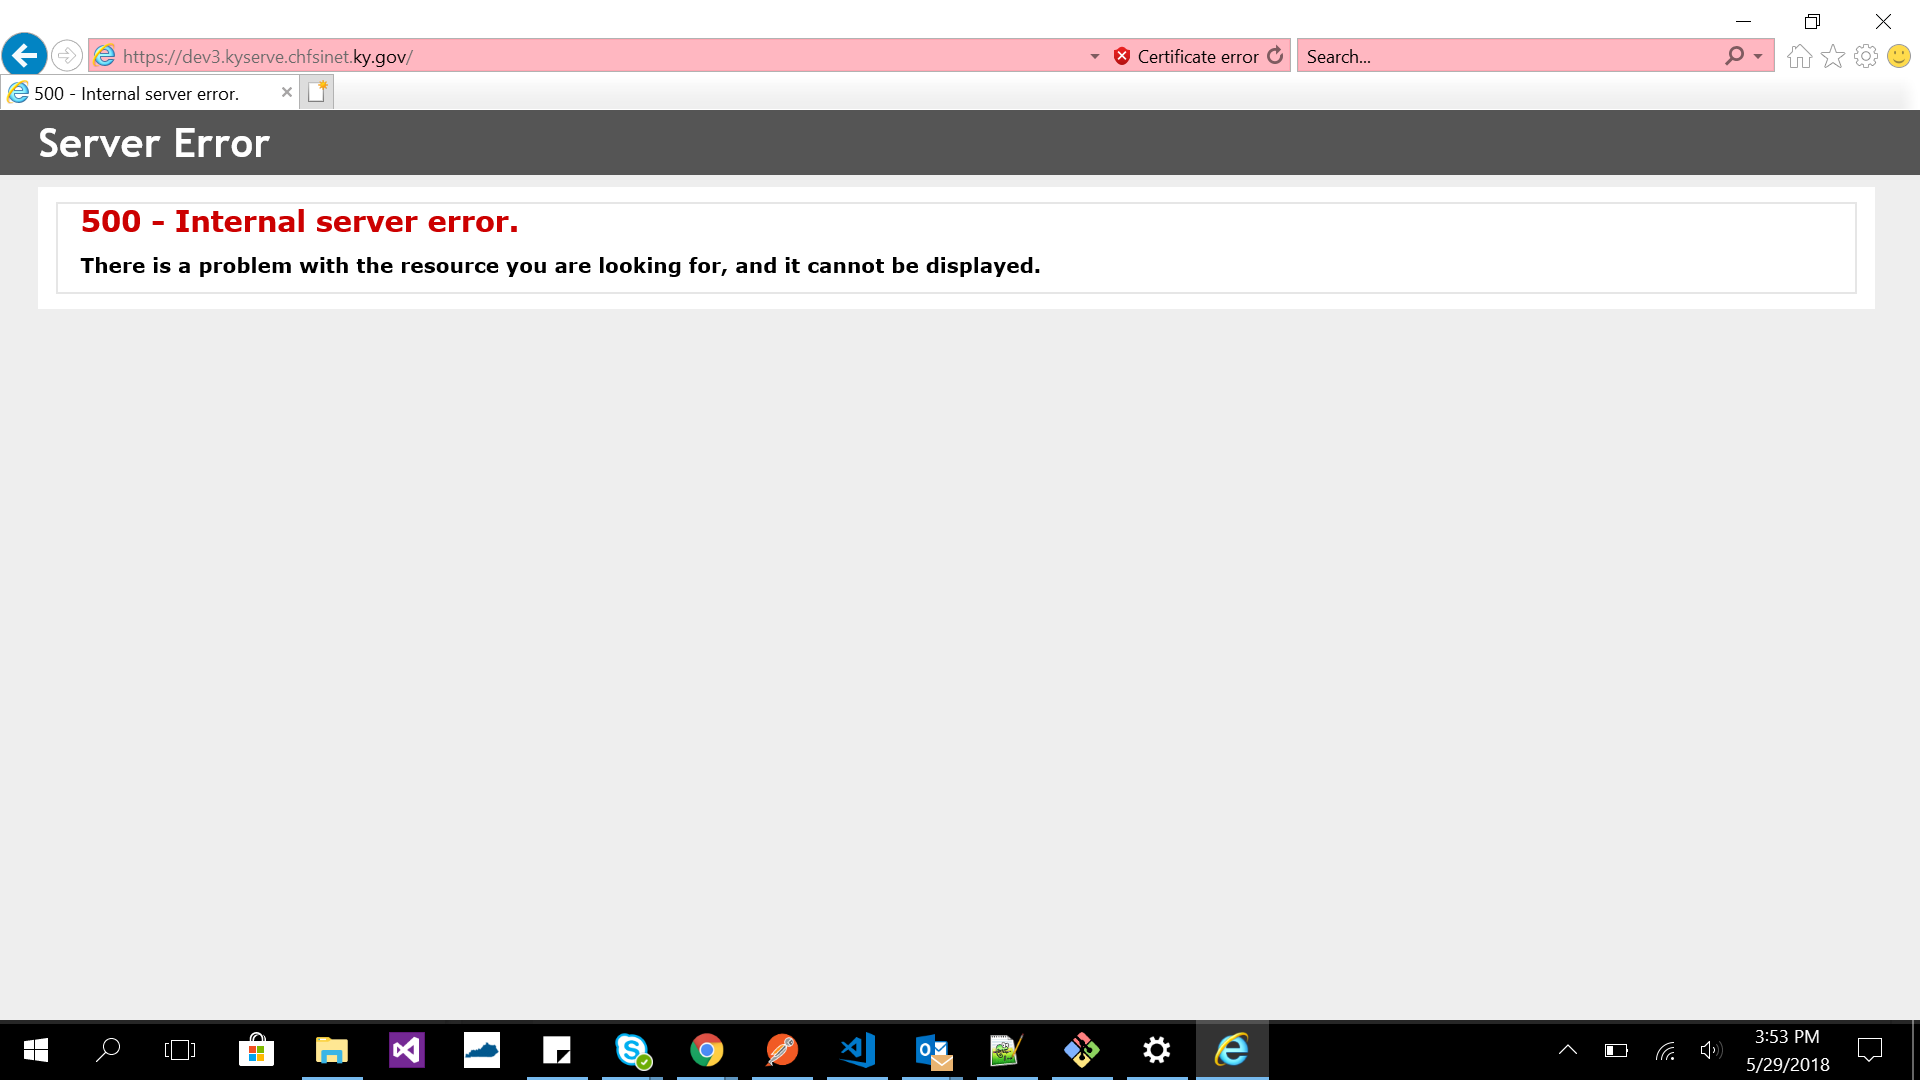 https://dev3.kyserve.chfsinet.ky.gov/
Certificate error
Search...
500 - Internal server error.
Server Error
500 - Internal server error.
There is a problem with the resource you are looking for, and it cannot be displayed.
3:53 PM
5/29/2018